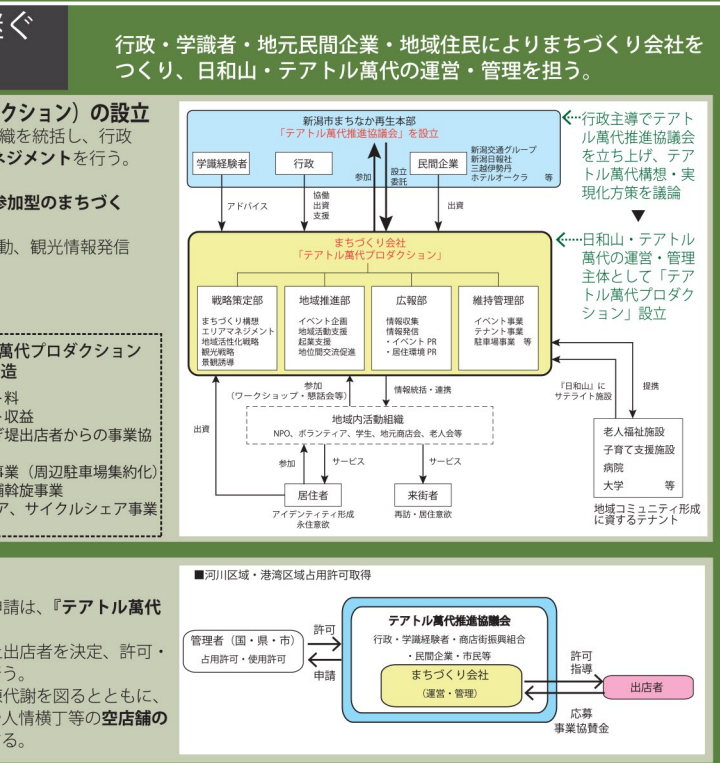 継ぐ
行政・学識者・地元民間企業・地域住民によりまちづくり会社を
つくり、日和山・テアトル萬代の運営・管理を担う。
クション）の設立
織を統括し、行政
ネジメントを行う。
参加型のまちづく
動、観光情報発信
萬代プロダクション
造
料
・収益
堤出店者からの事業協
事業（周辺駐車場集約化）
舗斡旋事業
ア、サイクルシェア事業
新潟市まちなか再生本部
「テアトル萬代推進協議会」を設立
学識経験者
行政
民間企業
新潟交通グループ
新潟日報社
三越伊勢丹
ホテルオークラ 等
参加
設立
委託
アドバイス
協働
出資
支援
出資
まちづくり会社
「テアトル萬代プロダクション」
戦略策定部
まちづくり構想
エリアマネジメント
地域活性化戦略
観光戦略
景観誘導
地域推進部
イベント企画
地域活動支援
起業支援
地位間交流促進
広報部
情報収集
情報発信
・イベント PR
・居住環境 PR
維持管理部
イベント事業
テナント事業
駐車場事業 等
参加
（ワークショップ・懇話会等）
情報統括・連携
地域内活動組織
NPO、ボランティア、学生、地元商店会、老人会等
出資
参加
サービス
サービス
居住者
アイデンティティ形成
永住意欲
来街者
再訪・居住意欲
『日和山』に
サテライト施設
提携
老人福祉施設
子育て支援施設
病院
大学 等
地域コミュニティ形成
に資するテナント
行政主導でテアト
ル萬代推進協議会
を立ち上げ、テア
トル萬代構想・実
現化方策を議論
▼
日和山・テアトル
萬代の運営・管理
主体として「テア
トル萬代プロダク
ション」設立
申請は、『テアトル萬代
出店者を決定、許可・
う。
陳代謝を図るとともに、
人情横丁等の空店舗の
する。
■河川区域・港湾区域占用許可取得
管理者（国・県・市）
占用許可・使用許可
許可
申請
テアトル萬代推進協議会
行政・学識経験者・商店街振興組合
・民間企業・市民等
まちづくり会社
（運営・管理）
許可
指導
応募
事業協賛金
出店者